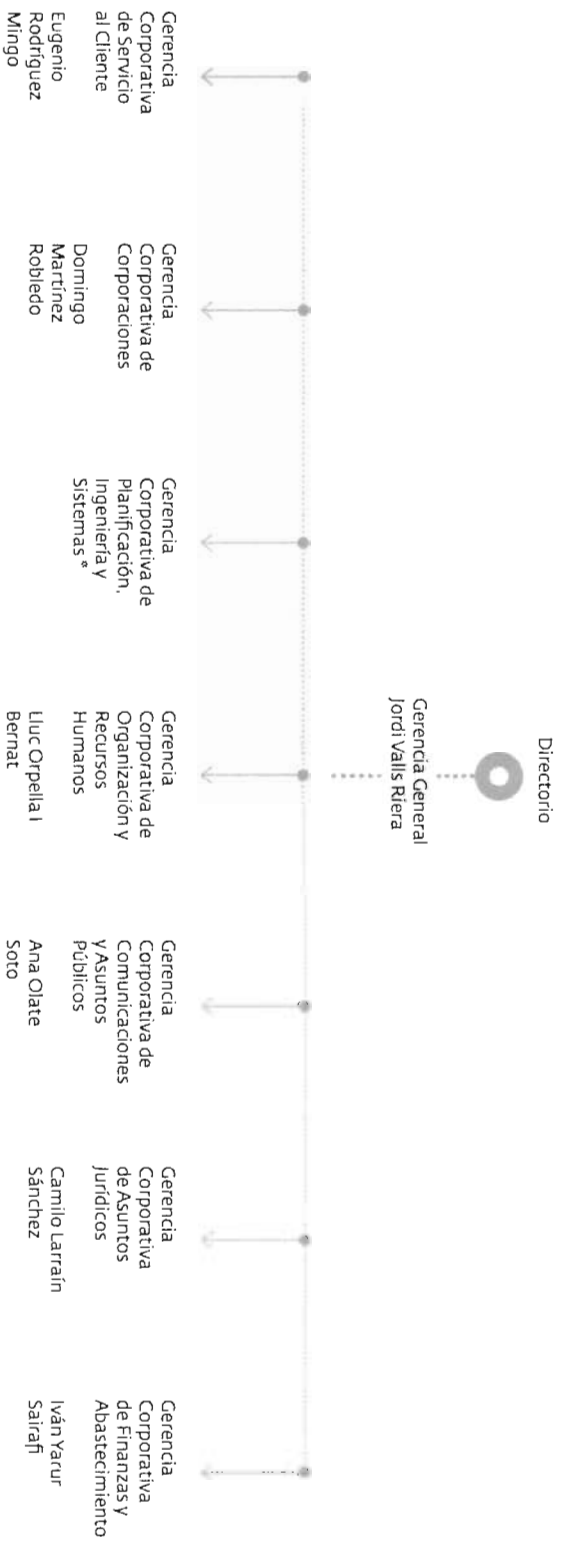 Directorio
Gerencia General
Jordi Valls Riera
Gerencia
Corporativa
de Servicio
al Cliente
Eugenio
Rodríguez
Mingo
Gerencia
Corporativa de
Corporaciones
Domingo
Martínez
Robledo
Gerencia
Corporativa de
Planificación,
Ingeniería y
Sistemas *
Gerencia
Corporativa de
Organización y
Recursos
Humanos
Lluc Orpella I
Bernat
Gerencia
Corporativa de
Comunicaciones
y Asuntos
Públicos
Ana Olate
Soto
Gerencia
Corporativa
de Asuntos
Jurídicos
Camilo Larraín
Sánchez
Gerencia
Corporativa
de Finanzas y
Abastecimiento
Iván Yarur
Sairafi